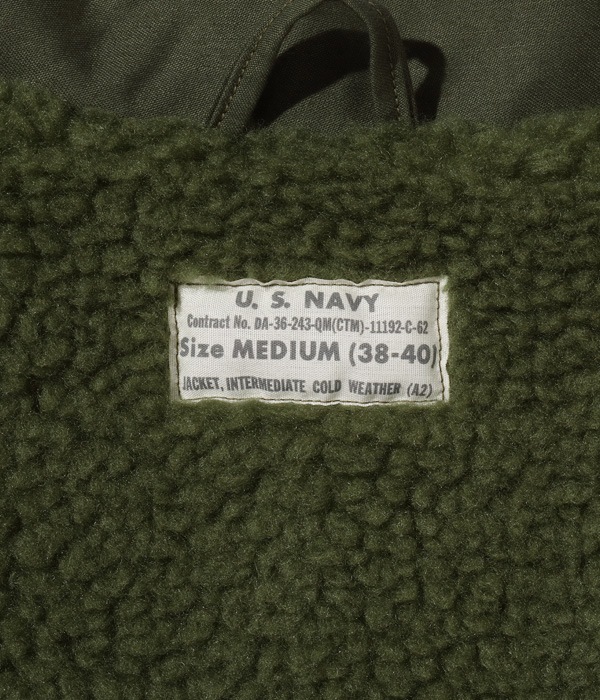 U. S. NAVY
Contract No. DA-36-243-QM(CTM)-11192-C-62
Size MEDIUM (38-40)
JACKET, INTERMEDIATE COLD WEATHER (A2)